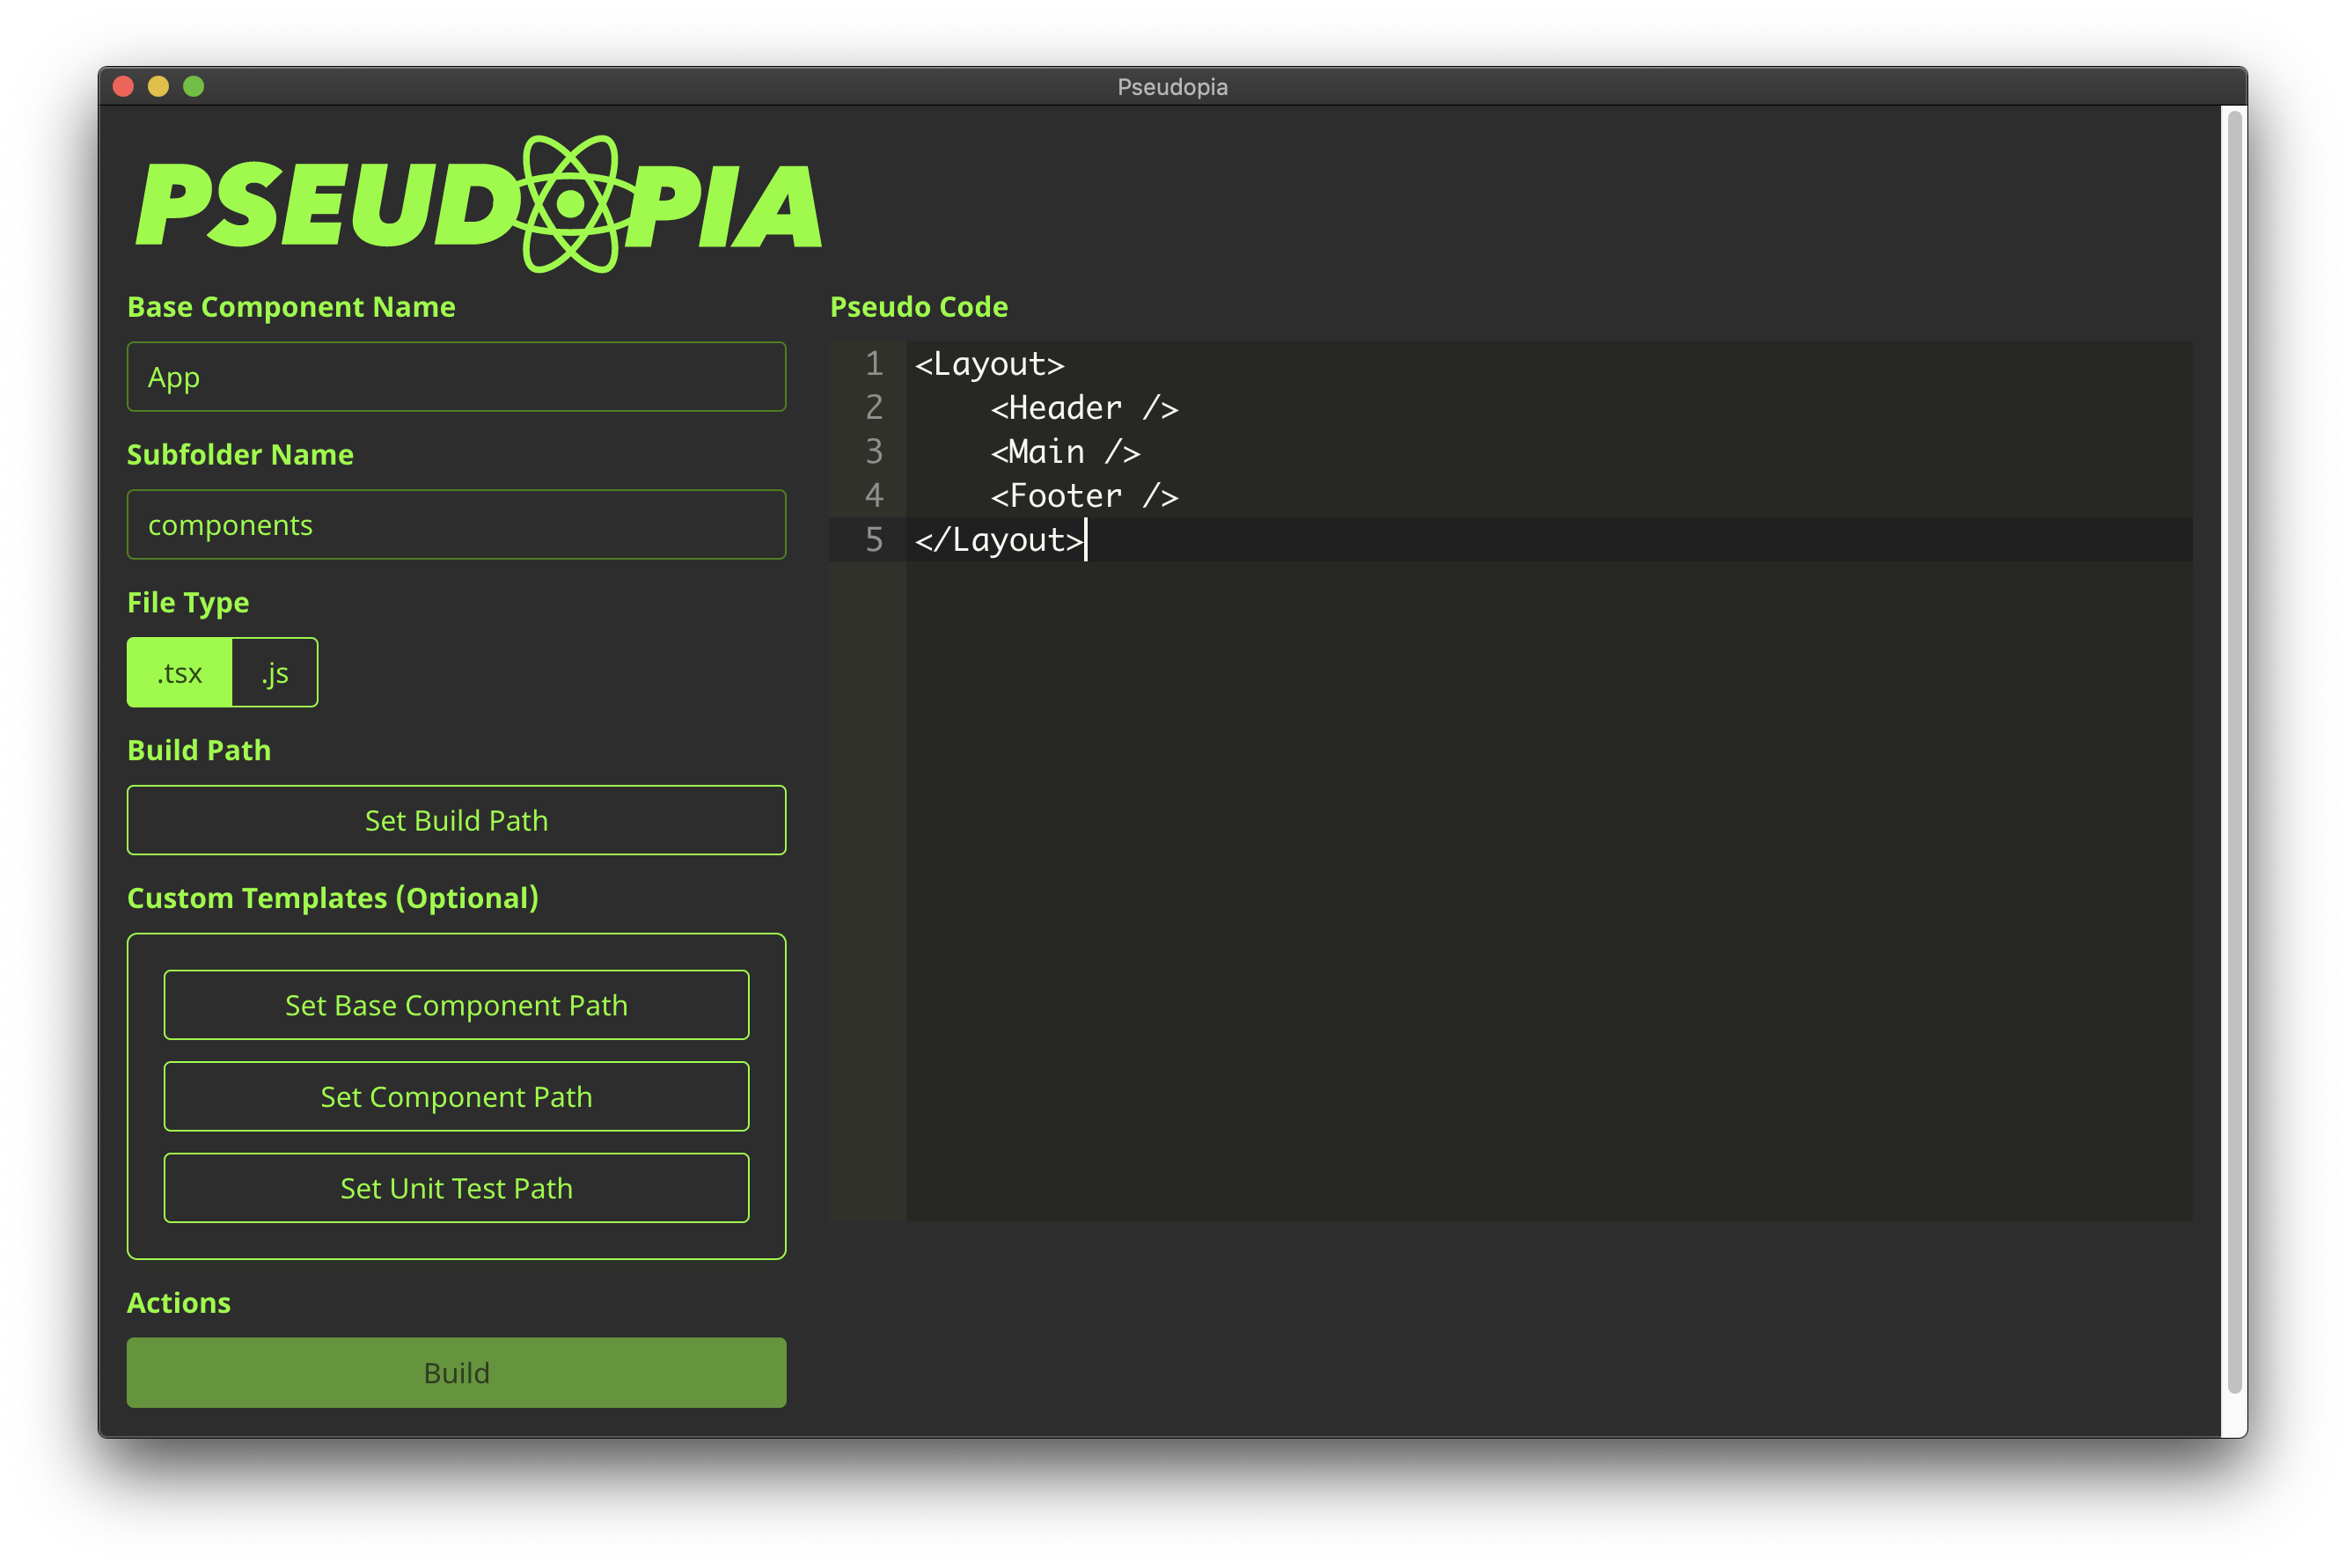 Pseudopia
PSEUDOPIA
Base Component Name
App
Subfolder Name
components
File Type
.tsx .js
Build Path
Set Build Path
Custom Templates (Optional)
Set Base Component Path
Set Component Path
Set Unit Test Path
Actions
Build
Pseudo Code
1 <Layout>
2     <Header />
3     <Main />
4     <Footer />
5 </Layout>